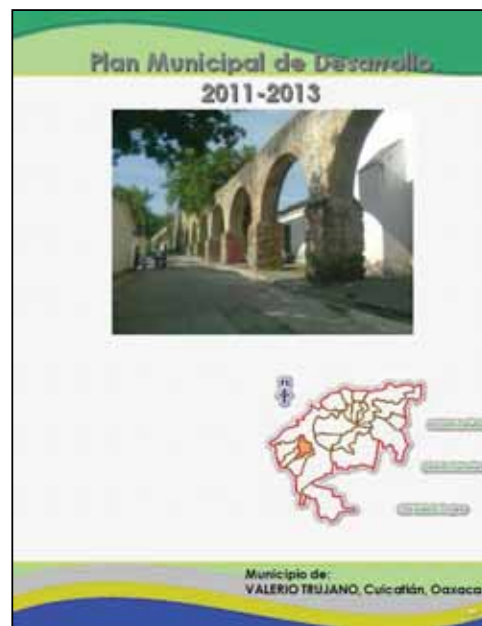 Plan Municipal de Desarrollo
2011-2013
Municipio de:
VALERIO TRUJANO, Cuicatlán, Oaxaca